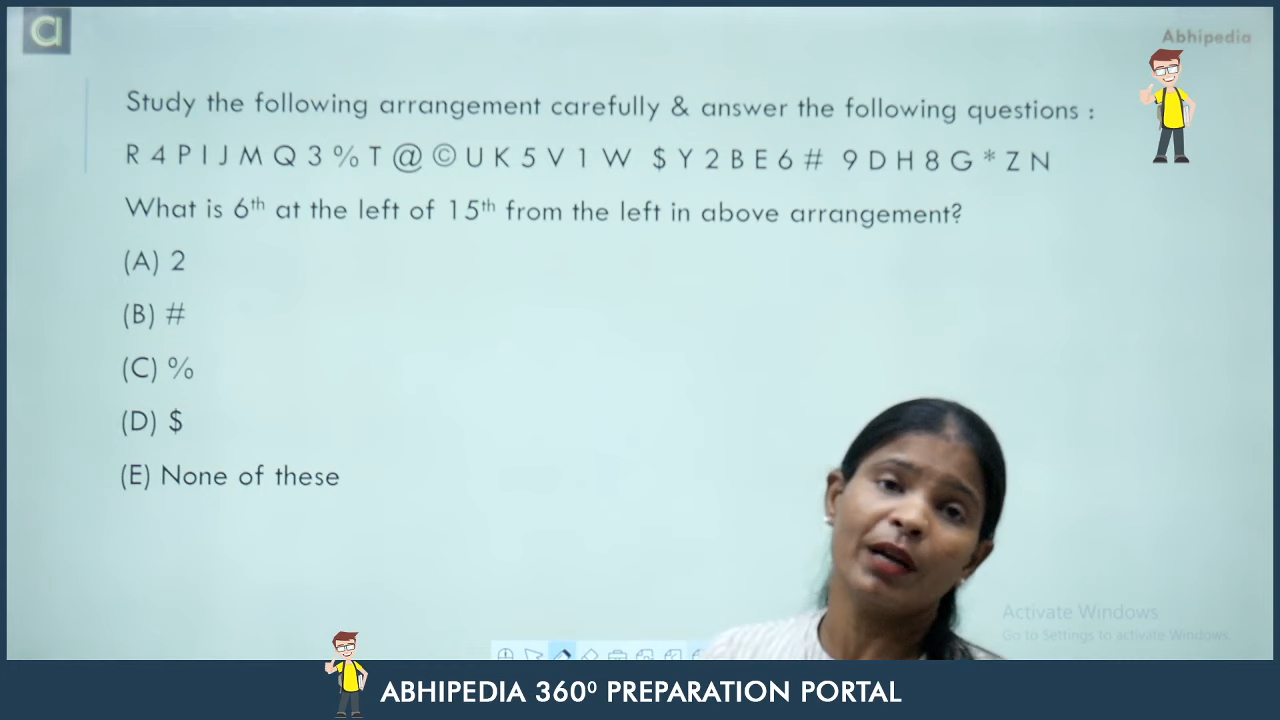 a
Abhipedia
Study the following arrangement carefully & answer the following questions :
R 4 P I J M Q 3 % T @ © U K 5 V 1 W $ Y 2 B E 6 # 9 D H 8 G * Z N
What is 6th at the left of 15th from the left in above arrangement?
(A) 2
(B) #
(C) %
(D) $
(E) None of these
Activate Windows
Go to Settings to activate Windows.
ABHIPEDIA 360⁰ PREPARATION PORTAL